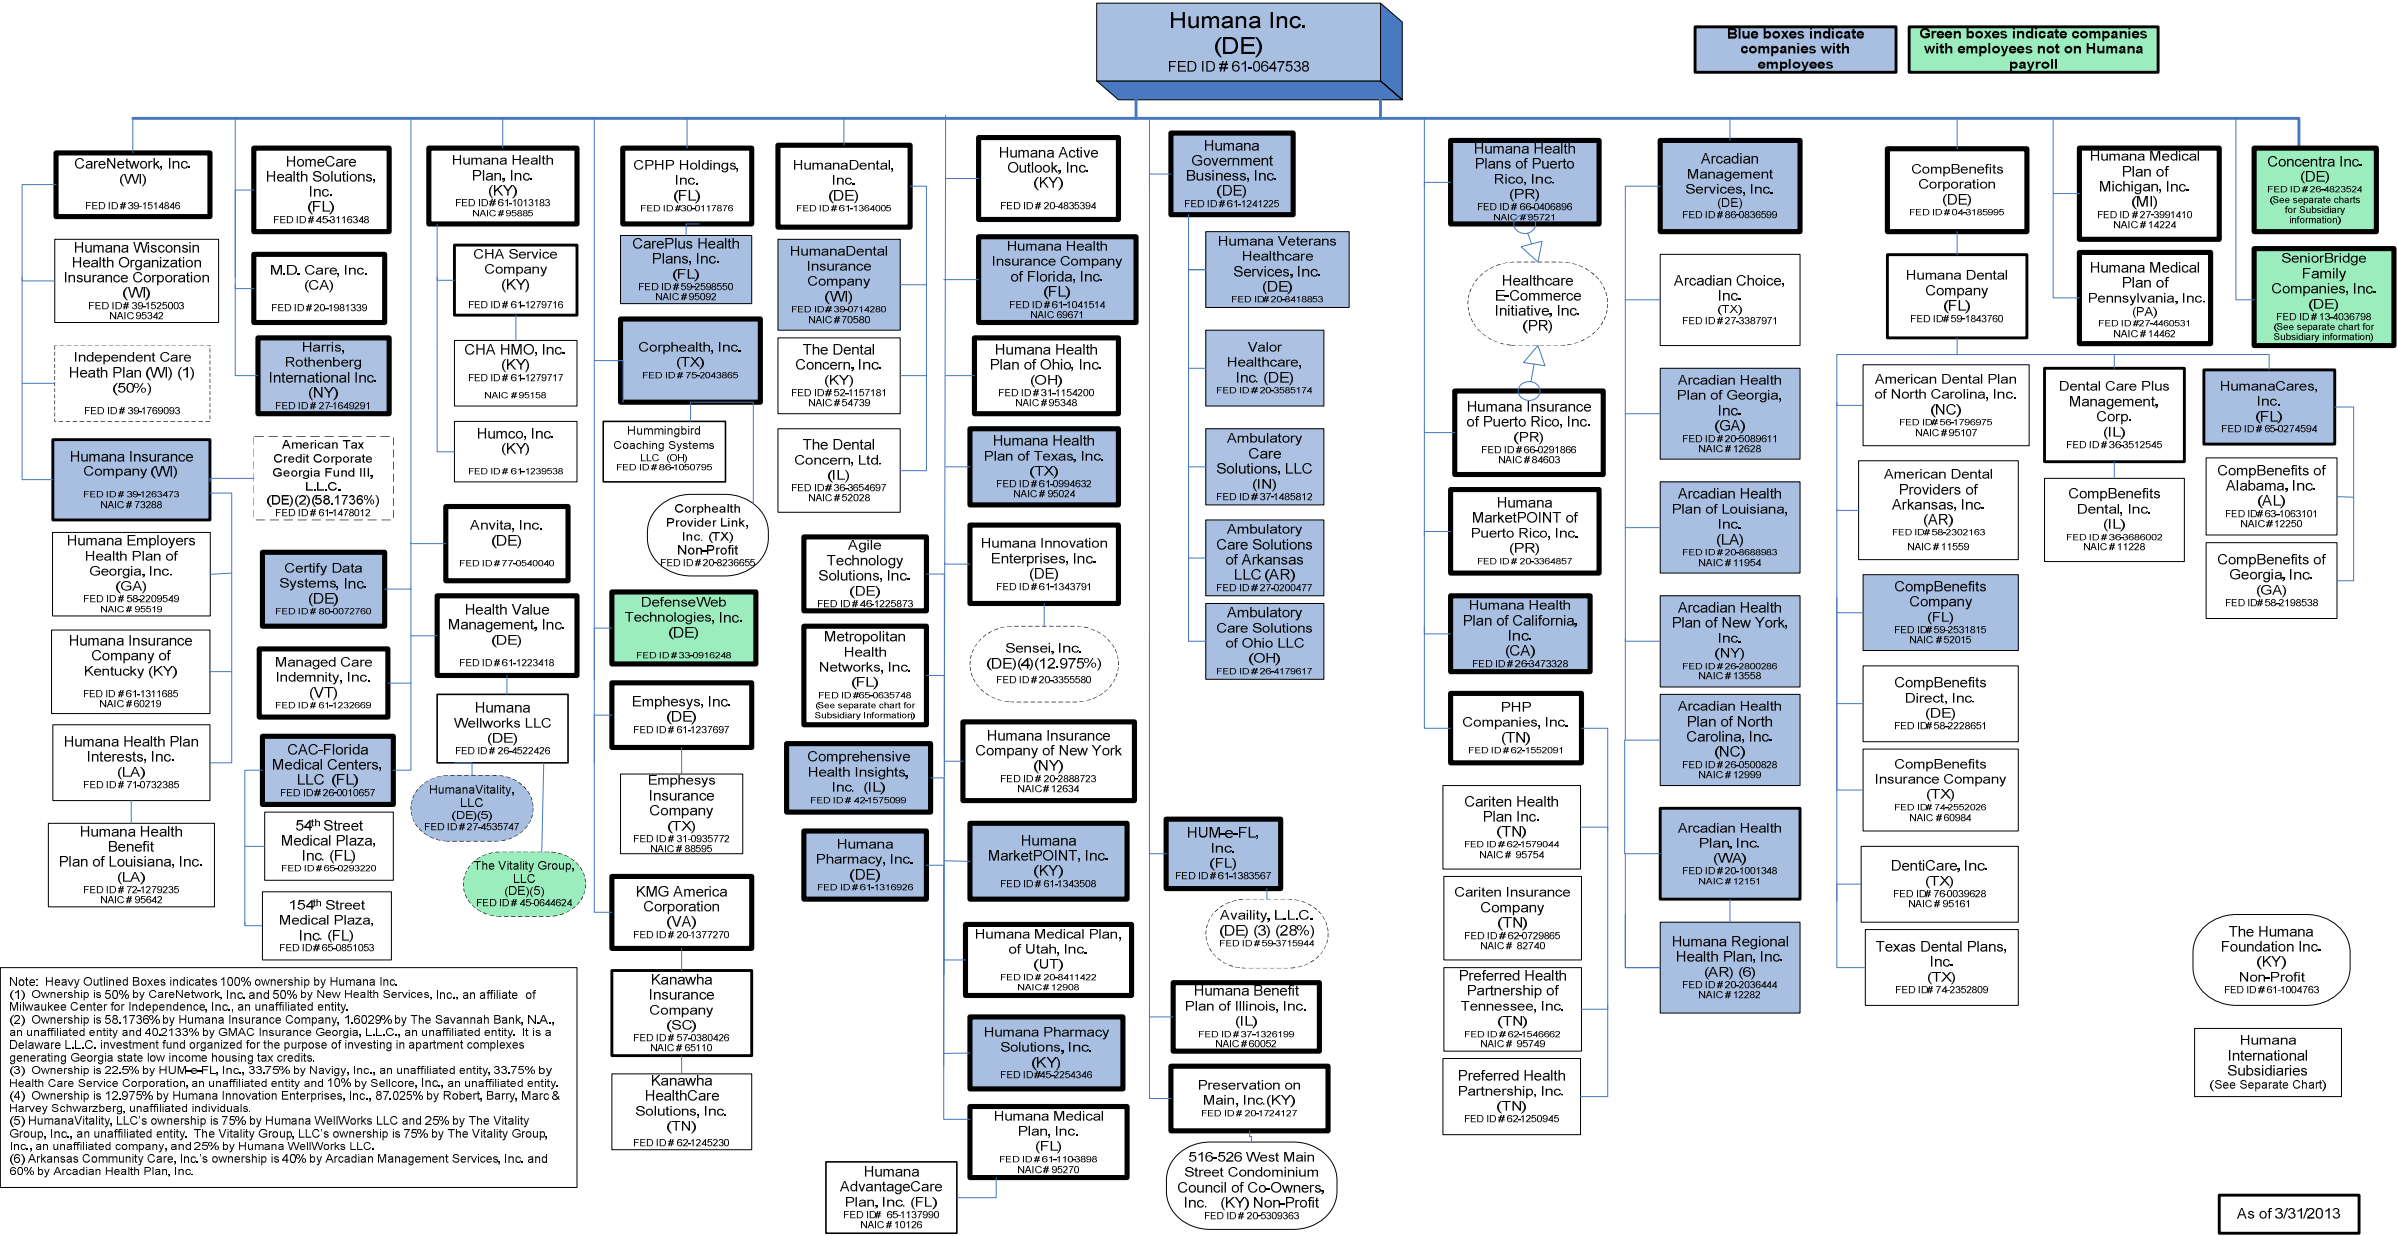 Humana Inc.
(DE)
FED ID # 61-0647538
Blue boxes indicate
companies with
employees
Green boxes indicate companies
with employees not on Humana
payroll
CareNetwork, Inc.
(WI)
FED ID# 39-1514846
Humana Wisconsin
Health Organization
Insurance Corporation
(WI)
FED ID# 39-1525003
NAIC 95342
Independent Care
Heath Plan (WI) (1)
(50%)
FED ID# 39-1769093
Humana Insurance
Company (WI)
FED ID# 39-1263473
NAIC # 73288
Humana Employers
Health Plan of
Georgia, Inc.
(GA)
FED ID# 58-2209549
NAIC # 95519
Humana Insurance
Company of
Kentucky (KY)
FED ID # 61-1311685
NAIC # 60219
Humana Health Plan
Interests, Inc.
(LA)
FED ID# 71-0732385
Humana Health
Benefit
Plan of Louisiana, Inc.
(LA)
FED ID # 72-1279235
NAIC # 95642
HomeCare
Health Solutions,
Inc.
(FL)
FED ID# 45-3116348
M.D. Care, Inc.
(CA)
FED ID#20-1981339
Harris,
Rothenberg
International Inc.
(NY)
FED ID# 27-1649291
American Tax
Credit Corporate
Georgia Fund III,
L.L.C.
(DE)(2)(58.1736%)
FED ID# 61-1478012
Certify Data
Systems, Inc.
(DE)
FED ID# 80-0072760
Managed Care
Indemnity, Inc.
(VT)
FED ID# 61-1232669
CAC-Florida
Medical Centers,
LLC (FL)
FED ID# 26-0010657
54th Street
Medical Plaza,
Inc. (FL)
FED ID# 65-0293220
154th Street
Medical Plaza,
Inc. (FL)
FED ID#65-0851053
Humana Health
Plan, Inc.
(KY)
FED ID # 61-1013183
NAIC # 95885
CHA Service
Company
(KY)
FED ID# 61-1279716
CHA HMO, Inc.
(KY)
FED ID# 61-1279717
NAIC # 95158
Humco, Inc.
(KY)
FED ID# 61-1239538
Anvita, Inc.
(DE)
FED ID # 77-0540040
Health Value
Management, Inc.
(DE)
FED ID# 61-1223418
Humana
Wellworks LLC
(DE)
FED ID # 26-4522426
HumanaVitality,
LLC
(DE)(5)
FED ID # 27-4535747
The Vitality Group,
LLC
(DE)(5)
FED ID# 45-0644624
CPHP Holdings,
Inc.
(FL)
FED ID#30-0117876
CarePlus Health
Plans, Inc.
(FL)
FED ID # 59-2598550
NAIC # 95092
Corphealth, Inc.
(TX)
FED ID # 75-2043865
Hummingbird
Coaching Systems
LLC (OH)
FED ID # 86-1050795
Corphealth
Provider Link,
Inc. (TX)
Non-Profit
FED ID# 20-8236655
DefenseWeb
Technologies, Inc.
(DE)
FED ID# 33-0916248
Emphesys, Inc.
(DE)
FED ID # 61-1237697
Emphesys
Insurance
Company
(TX)
FED ID # 31-0935772
NAIC # 88595
KMG America
Corporation
(VA)
FED ID # 20-1377270
Kanawha
Insurance
Company
(SC)
FED ID # 57-0380426
NAIC # 65110
Kanawha
HealthCare
Solutions, Inc.
(TN)
FED ID # 62-1245230
HumanaDental,
Inc.
(DE)
FED ID# 61-1364005
HumanaDental
Insurance
Company
(WI)
FED ID# 39-0714280
NAIC # 70580
The Dental
Concern, Inc.
(KY)
FED ID # 52-1157181
NAIC # 54739
The Dental
Concern, Ltd.
(IL)
FED ID# 36-3654697
NAIC # 52028
Agile
Technology
Solutions, Inc.
(DE)
FED ID# 46-1225873
Metropolitan
Health
Networks, Inc.
(FL)
FED ID #65-0635748
(See separate chart for
Subsidiary Information)
Comprehensive
Health Insights,
Inc. (IL)
FED ID # 42-1575099
Humana
Pharmacy, Inc.
(DE)
FED ID # 61-1316926
Humana
AdvantageCare
Plan, Inc. (FL)
FED ID# 65-1137990
NAIC # 10126
Humana Active
Outlook, Inc.
(KY)
FED ID# 20-4835394
Humana Health
Insurance Company
of Florida, Inc.
(FL)
FED ID # 61-1041514
NAIC 69671
Humana Health
Plan of Ohio, Inc.
(OH)
FED ID# 31-1154200
NAIC # 95348
Humana Health
Plan of Texas, Inc.
(TX)
FED ID# 61-0994632
NAIC # 95024
Humana Innovation
Enterprises, Inc.
(DE)
FED ID# 61-1343791
Sensei, Inc.
(DE)(4)(12.975%)
FED ID# 20-3355580
Humana Insurance
Company of New York
(NY)
FED ID# 20-2888723
NAIC # 12634
Humana
MarketPOINT, Inc.
(KY)
FED ID # 61-1343508
Humana Medical Plan,
of Utah, Inc.
(UT)
FED ID # 20-8411422
NAIC # 12908
Humana Pharmacy
Solutions, Inc.
(KY)
FED ID#45-2254346
Humana Medical
Plan, Inc.
(FL)
FED ID # 61-110-3898
NAIC# 95270
Humana
Government
Business, Inc.
(DE)
FED ID# 61-1241225
Humana Veterans
Healthcare
Services, Inc.
(DE)
FED ID# 20-8418853
Valor
Healthcare,
Inc. (DE)
FED ID # 20-3585174
Ambulatory
Care
Solutions, LLC
(IN)
FED ID# 37-1485812
Ambulatory
Care Solutions
of Arkansas
LLC (AR)
FED ID # 27-0200477
Ambulatory
Care Solutions
of Ohio LLC
(OH)
FED ID# 26-4179617
HUM-e-FL,
Inc.
(FL)
FED ID # 61-1383567
Availity, L.L.C.
(DE) (3) (28%)
FED ID# 59-3715944
Humana Benefit
Plan of Illinois, Inc.
(IL)
FED ID # 37-1326199
NAIC # 60052
Preservation on
Main, Inc.(KY)
FED ID # 20-1724127
516-526 West Main
Street Condominium
Council of Co-Owners,
Inc. (KY) Non-Profit
FED ID# 20-5309363
Humana Health
Plans of Puerto
Rico, Inc.
(PR)
FED ID # 66-0406896
NAIC# 95721
Healthcare
E-Commerce
Initiative, Inc.
(PR)
Humana Insurance
of Puerto Rico, Inc.
(PR)
FED ID # 66-0291866
NAIC # 84603
Humana
MarketPOINT of
Puerto Rico, Inc.
(PR)
FED ID # 20-3364857
Humana Health
Plan of California,
Inc.
(CA)
FED ID # 26-3473328
PHP
Companies, Inc.
(TN)
FED ID # 62-1552091
Cariten Health
Plan Inc.
(TN)
FED ID # 62-1579044
NAIC # 95754
Cariten Insurance
Company
(TN)
FED ID # 62-0729865
NAIC # 82740
Preferred Health
Partnership of
Tennessee, Inc.
(TN)
FED ID # 62-1546662
NAIC # 95749
Preferred Health
Partnership, Inc.
(TN)
FED ID # 62-1250945
Arcadian
Management
Services, Inc.
(DE)
FED ID# 86-0836599
Arcadian Choice,
Inc.
(TX)
FED ID # 27-3387971
Arcadian Health
Plan of Georgia,
Inc.
(GA)
FED ID # 20-5089611
NAIC # 12628
Arcadian Health
Plan of Louisiana,
Inc.
(LA)
FED ID # 20-8688983
NAIC # 11954
Arcadian Health
Plan of New York,
Inc.
(NY)
FED ID# 26-2800286
NAIC # 13558
Arcadian Health
Plan of North
Carolina, Inc.
(NC)
FED ID# 26-0500828
NAIC # 12999
Arcadian Health
Plan, Inc.
(WA)
FED ID # 20-1001348
NAIC # 12151
Humana Regional
Health Plan, Inc.
(AR) (6)
FED ID# 20-2036444
NAIC # 12282
CompBenefits
Corporation
(DE)
FED ID # 04-3185995
Humana Dental
Company
(FL)
FED ID#59-1843760
American Dental Plan
of North Carolina, Inc.
(NC)
FED ID # 56-1796975
NAIC # 95107
American Dental
Providers of
Arkansas, Inc.
(AR)
FED ID# 58-2302163
NAIC # 11559
CompBenefits
Company
(FL)
FED ID# 59-2531815
NAIC # 52015
CompBenefits
Direct, Inc.
(DE)
FED ID # 58-2228651
CompBenefits
Insurance Company
(TX)
FED ID # 74-2552026
NAIC # 60984
DentiCare, Inc.
(TX)
FED ID # 76-0039628
NAIC # 95161
Texas Dental Plans,
Inc.
(TX)
FED ID # 74-2352809
Dental Care Plus
Management,
Corp.
(IL)
FED ID# 36-3512545
CompBenefits
Dental, Inc.
(IL)
FED ID # 36-3686002
NAIC # 11228
Humana Medical
Plan of
Michigan, Inc.
(MI)
FED ID # 27-3991410
NAIC # 14224
Humana Medical
Plan of
Pennsylvania, Inc.
(PA)
FED ID#27-4460531
NAIC # 14462
Concentra Inc.
(DE)
FED ID # 26-4823524
(See separate charts
for Subsidiary
information)
SeniorBridge
Family
Companies, Inc.
(DE)
FED ID # 13-4036798
(See separate chart for
Subsidiary information)
HumanaCares,
Inc.
(FL)
FED ID # 65-0274594
CompBenefits of
Alabama, Inc.
(AL)
FED ID #63-1063101
NAIC# 12250
CompBenefits of
Georgia, Inc.
(GA)
FED ID#58-2198538
The Humana
Foundation Inc.
(KY)
Non-Profit
FED ID # 61-1004763
Humana
International
Subsidiaries
(See Separate Chart)
Note: Heavy Outlined Boxes indicates 100% ownership by Humana Inc.
(1) Ownership is 50% by CareNetwork, Inc. and 50% by New Health Services, Inc., an affiliate of
Milwaukee Center for Independence, Inc., an unaffiliated entity.
(2) Ownership is 58.1736% by Humana Insurance Company, 1.6029% by The Savannah Bank, N.A.,
an unaffiliated entity and 40.2133% by GMAC Insurance Georgia, L.L.C., an unaffiliated entity. It is a
Delaware L.L.C. investment fund organized for the purpose of investing in apartment complexes
generating Georgia state low income housing tax credits.
(3) Ownership is 22.5% by HUM-e-FL, Inc., 33.75% by Navigy, Inc., an unaffiliated entity, 33.75% by
Health Care Service Corporation, an unaffiliated entity and 10% by Sellcore, Inc., an unaffiliated entity.
(4) Ownership is 12.975% by Humana Innovation Enterprises, Inc., 87.025% by Robert, Barry, Marc &
Harvey Schwarzberg, unaffiliated individuals.
(5) HumanaVitality, LLC's ownership is 75% by Humana WellWorks LLC and 25% by The Vitality
Group, Inc., an unaffiliated entity. The Vitality Group, LLC's ownership is 75% by The Vitality Group,
Inc., an unaffiliated company, and 25% by Humana WellWorks LLC.
(6) Arkansas Community Care, Inc.'s ownership is 40% by Arcadian Management Services, Inc. and
60% by Arcadian Health Plan, Inc.
As of 3/31/2013